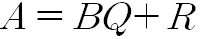 A = BQ + R